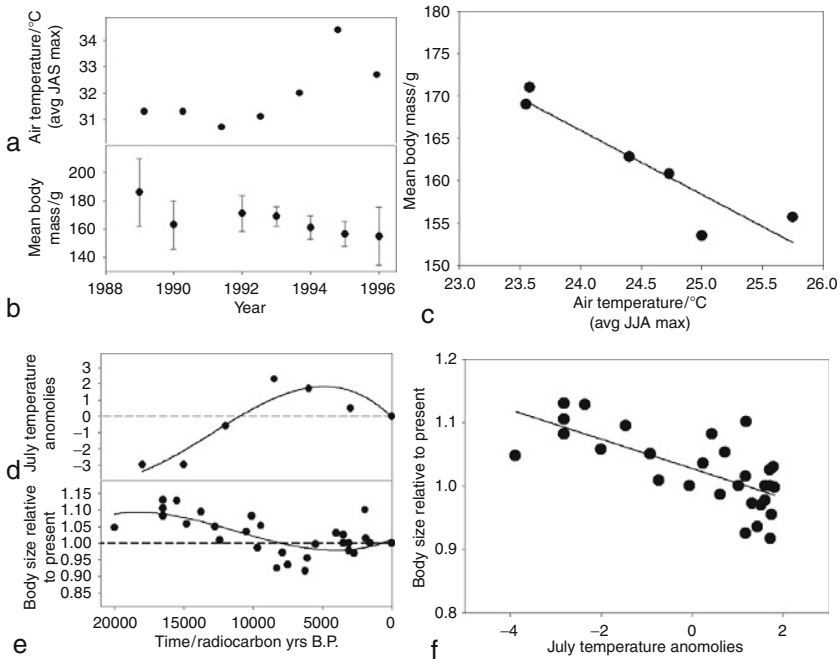 Air temperature/°C
(avg JAS max)
34
33
32
31
a
Mean body
mass/g
200
180
160
140
1988
1990
1992
1994
1996
Year
b
Mean body mass/g
180
170
160
150
23.0
23.5
24.0
24.5
25.0
25.5
26.0
Air temperature/°C
(avg JJA max)
c
July temperature
anomolies
3
2
1
0
−1
−2
−3
d
Body size relative
to present
1.15
1.10
1.05
1.00
0.95
0.90
0.85
20000
15000
10000
5000
0
Time/radiocarbon yrs B.P.
e
Body size relative to present
1.2
1.1
1.0
0.9
0.8
−4
−2
0
2
July temperature anomolies
f